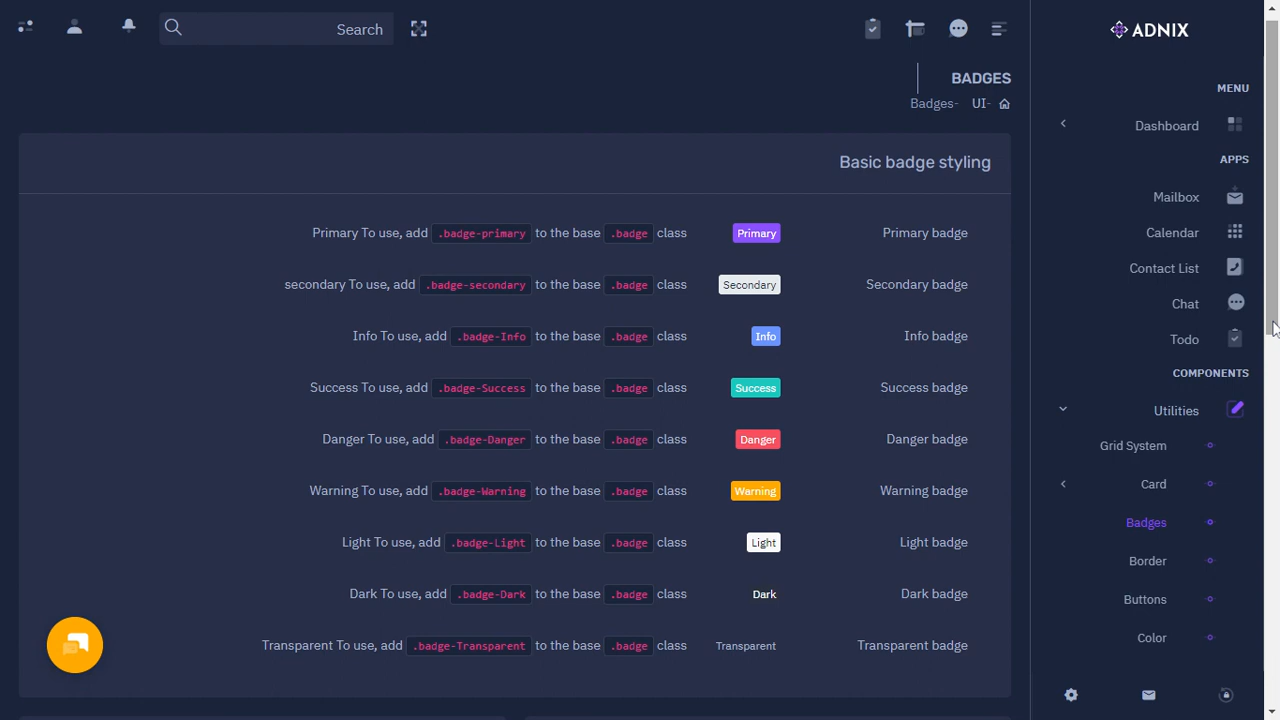 Search
ADNIX
BADGES
Badges- UI-
MENU
Dashboard
APPS
Mailbox
Calendar
Contact List
Chat
Todo
COMPONENTS
Utilities
Grid System
Card
Badges
Border
Buttons
Color
Basic badge styling
Primary To use, add .badge-primary to the base .badge class Primary Primary badge
secondary To use, add .badge-secondary to the base .badge class Secondary Secondary badge
Info To use, add .badge-Info to the base .badge class Info Info badge
Success To use, add .badge-Success to the base .badge class Success Success badge
Danger To use, add .badge-Danger to the base .badge class Danger Danger badge
Warning To use, add .badge-Warning to the base .badge class Warning Warning badge
Light To use, add .badge-Light to the base .badge class Light Light badge
Dark To use, add .badge-Dark to the base .badge class Dark Dark badge
Transparent To use, add .badge-Transparent to the base .badge class Transparent Transparent badge